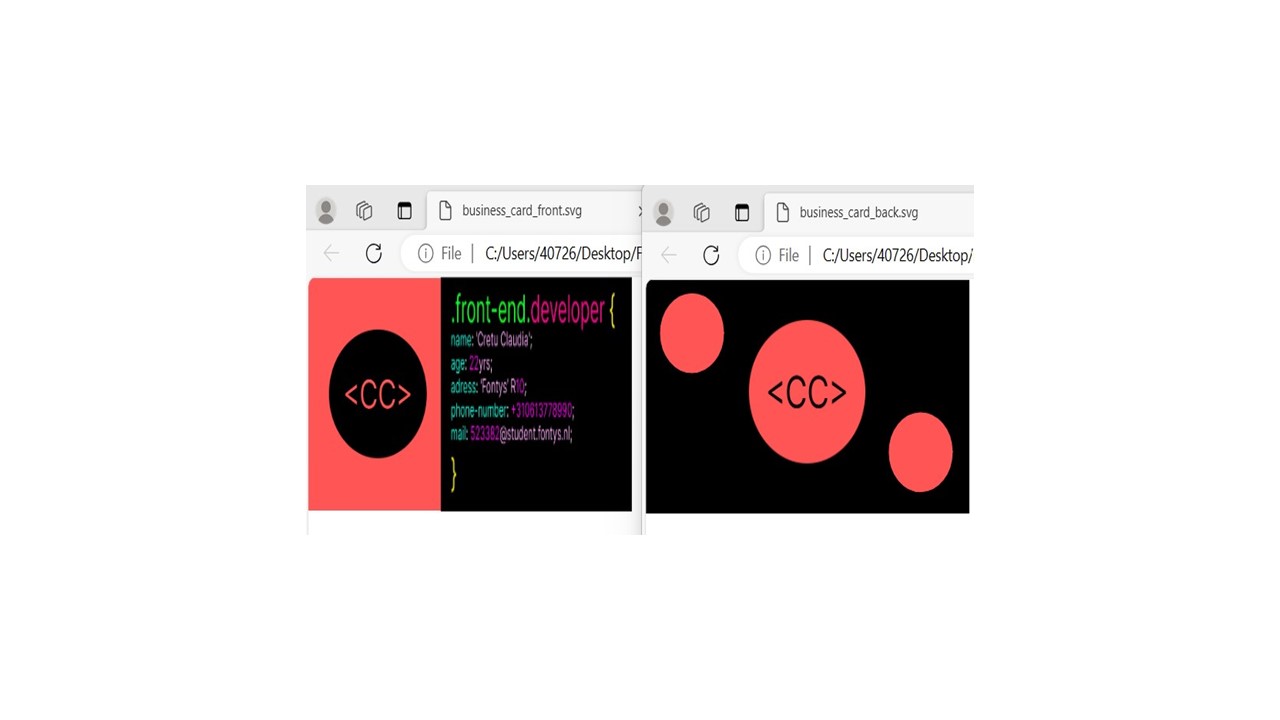 business_card_front.svg
File | C:/Users/40726/Desktop/F
<CC>
.front-end.developer {
name: 'Cretu Claudia';
age: 22yrs;
adress: 'Fontys' R10;
phone-number: +310613778990;
mail: 523382@student.fontys.nl;
}
business_card_back.svg
File | C:/Users/40726/Desktop/
<CC>